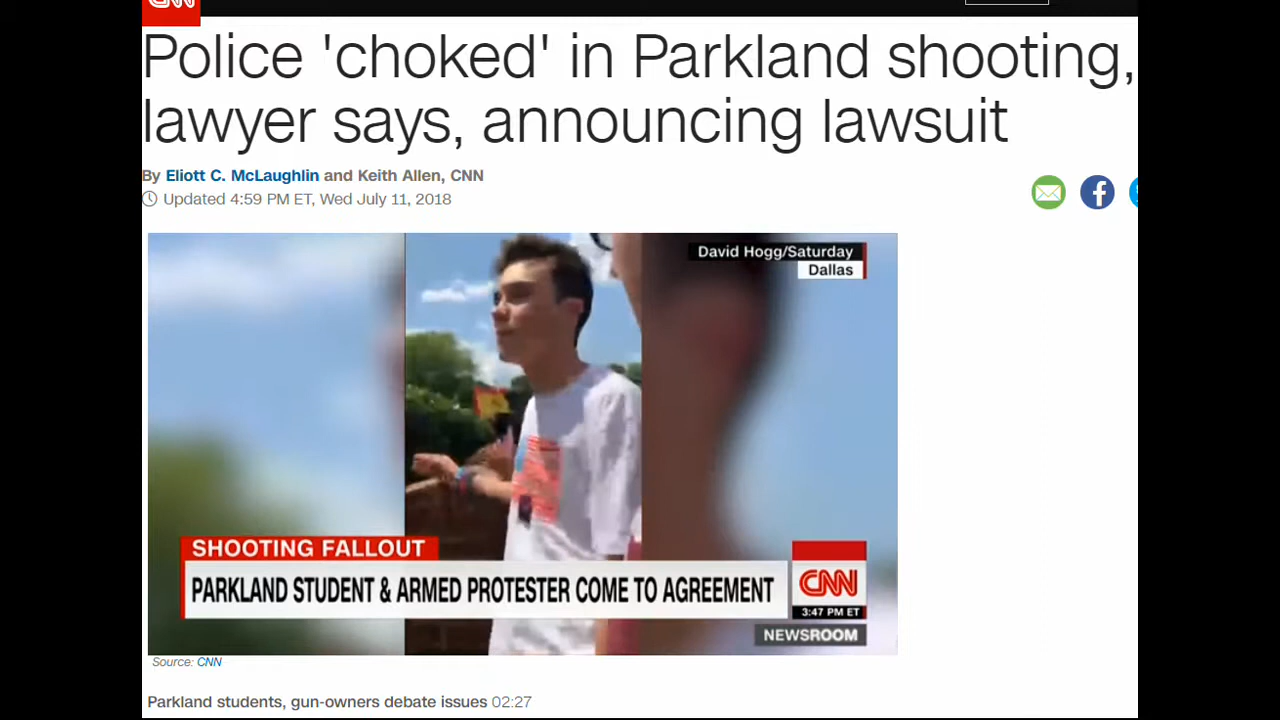 CNN
Police 'choked' in Parkland shooting,
lawyer says, announcing lawsuit
By Eliott C. McLaughlin and Keith Allen, CNN
Updated 4:59 PM ET, Wed July 11, 2018
David Hogg/Saturday
Dallas
SHOOTING FALLOUT
PARKLAND STUDENT & ARMED PROTESTER COME TO AGREEMENT
CNN
3:47 PM ET
NEWSROOM
Source: CNN
Parkland students, gun-owners debate issues 02:27